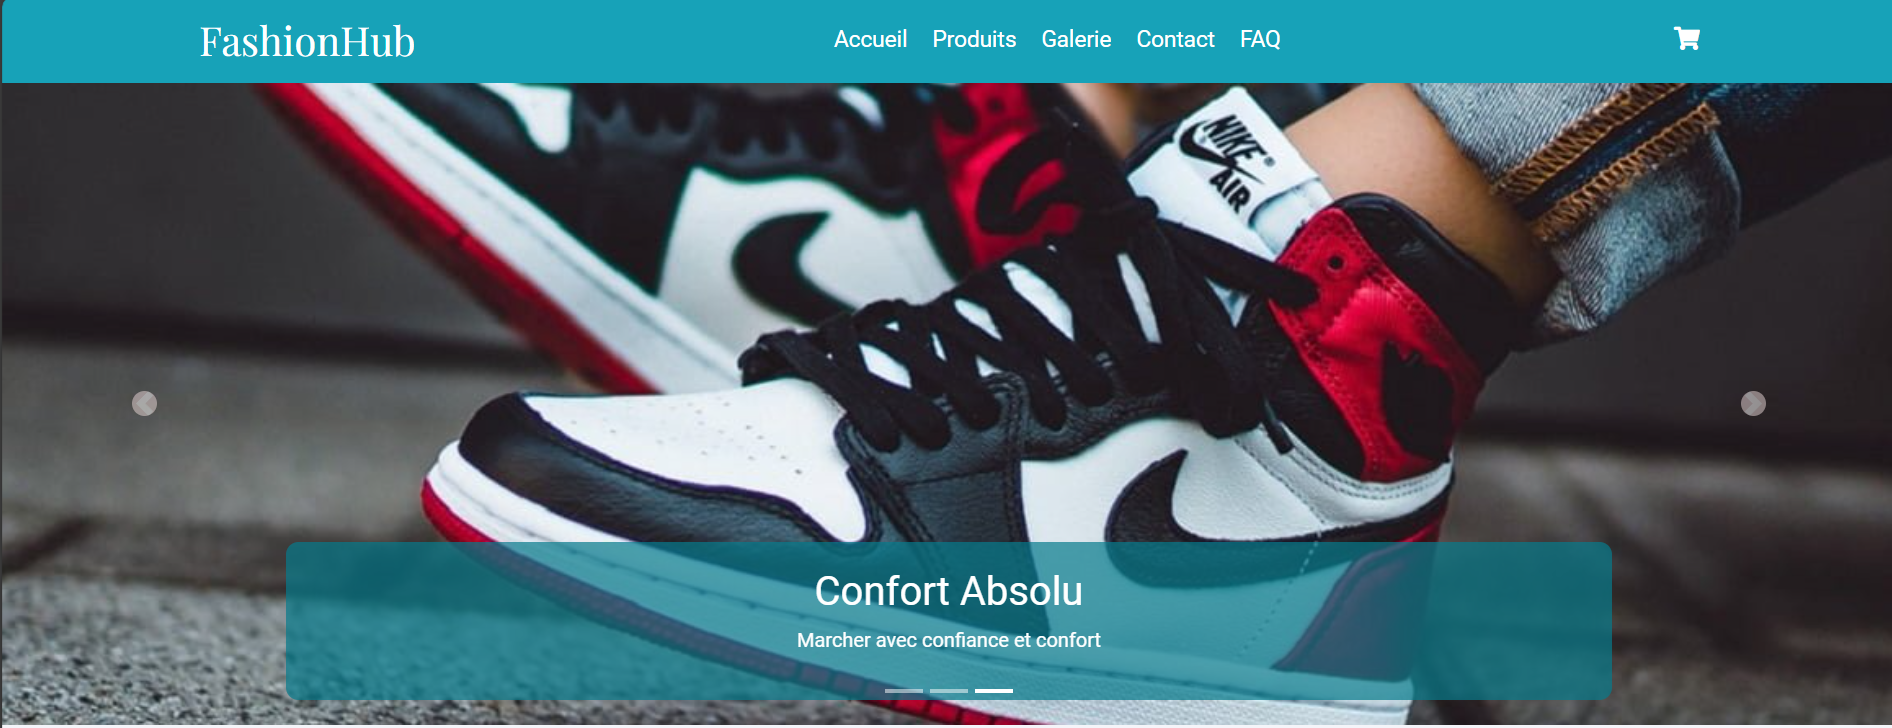 FashionHub
Accueil Produits Galerie Contact FAQ
NIKE®
AIR
Confort Absolu
Marcher avec confiance et confort